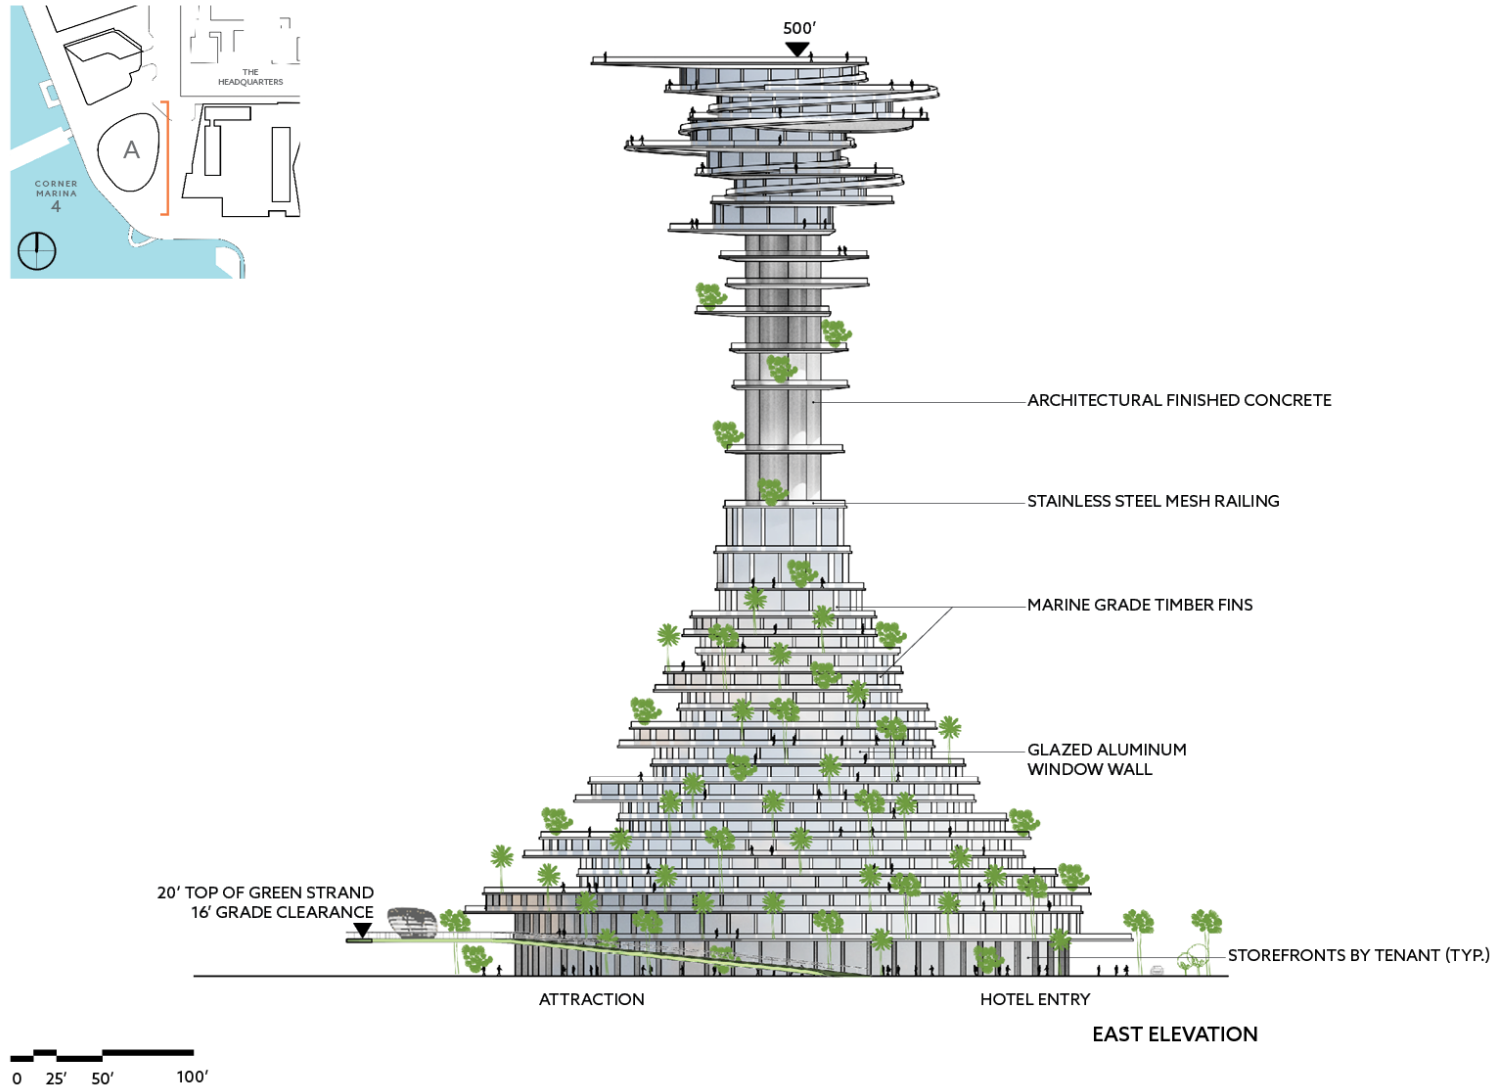 THE
HEADQUARTERS
A
CORNER
MARINA
4
500′
ARCHITECTURAL FINISHED CONCRETE
STAINLESS STEEL MESH RAILING
MARINE GRADE TIMBER FINS
GLAZED ALUMINUM
WINDOW WALL
20′ TOP OF GREEN STRAND
16′ GRADE CLEARANCE
STOREFRONTS BY TENANT (TYP.)
ATTRACTION
HOTEL ENTRY
EAST ELEVATION
0 25′ 50′ 100′